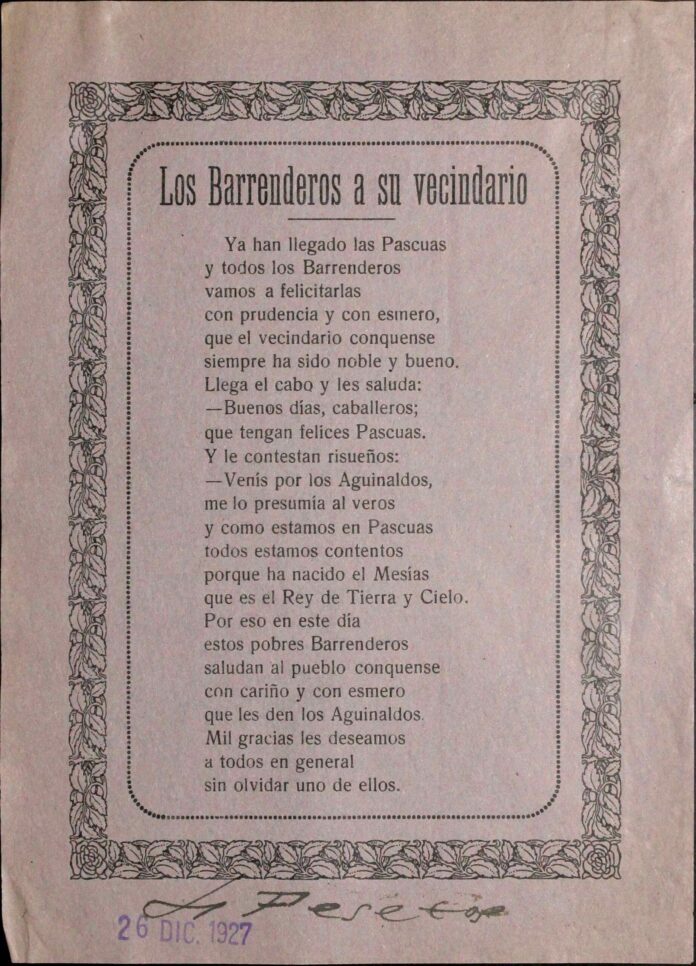 Los Barrenderos a su vecindario
Ya han llegado las Pascuas
y todos los Barrenderos
vamos a felicitarlas
con prudencia y con esmero,
que el vecindario conquense
siempre ha sido noble y bueno.
Llega el cabo y les saluda:
—Buenos días, caballeros;
que tengan felices Pascuas.
Y le contestan risueños:
—Venís por los Aguinaldos,
me lo presumía al veros
y como estamos en Pascuas
todos estamos contentos
porque ha nacido el Mesías
que es el Rey de Tierra y Cielo.
Por eso en este día
estos pobres Barrenderos
saludan al pueblo conquense
con cariño y con esmero
que les den los Aguinaldos.
Mil gracias les deseamos
a todos en general
sin olvidar uno de ellos.
Pesetas
26 DIC. 1927